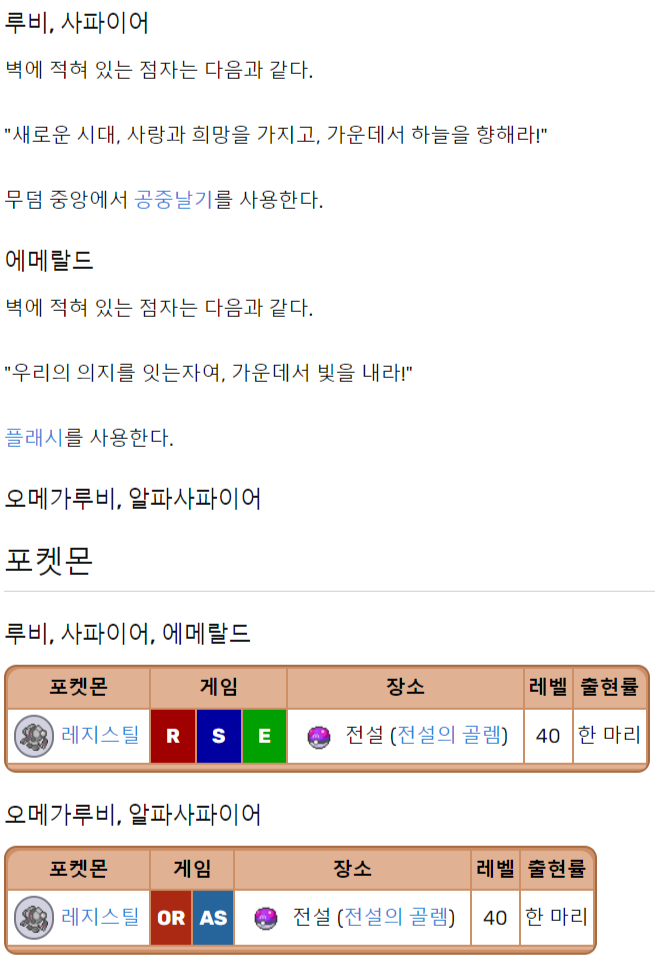 루비, 사파이어
벽에 적혀 있는 점자는 다음과 같다.
"새로운 시대, 사랑과 희망을 가지고, 가운데서 하늘을 향해라!"
무덤 중앙에서 공중날기를 사용한다.
에메랄드
벽에 적혀 있는 점자는 다음과 같다.
"우리의 의지를 잇는자여, 가운데서 빛을 내라!"
플래시를 사용한다.
오메가루비, 알파사파이어
포켓몬
루비, 사파이어, 에메랄드
포켓몬 게임 장소 레벨 출현률
레지스틸 R S E 전설 (전설의 골렘) 40 한 마리
오메가루비, 알파사파이어
포켓몬 게임 장소 레벨 출현률
레지스틸 OR AS 전설 (전설의 골렘) 40 한 마리